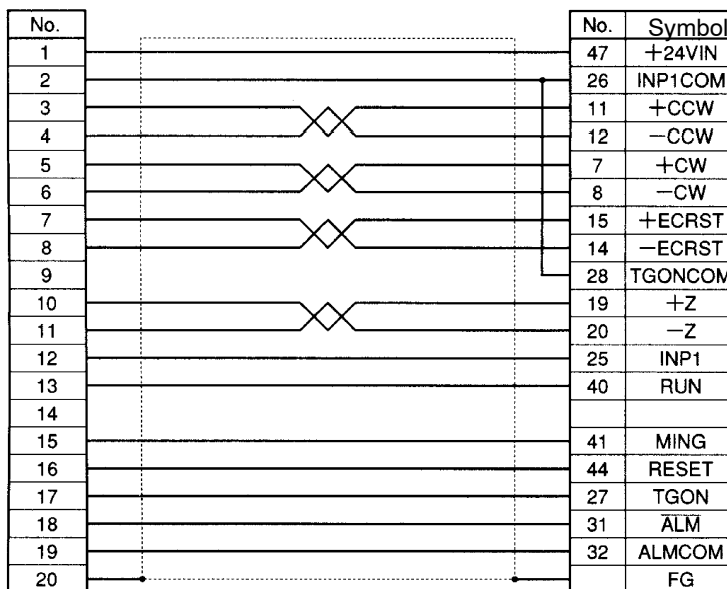 No. No. Symbol
1 47 +24VIN
2 26 INP1COM
3 11 +CCW
4 12 −CCW
5 7 +CW
6 8 −CW
7 15 +ECRST
8 14 −ECRST
9 28 TGONCOM
10 19 +Z
11 20 −Z
12 25 INP1
13 40 RUN
14
15 41 MING
16 44 RESET
17 27 TGON
18 31 A̅L̅M̅
19 32 ALMCOM
20 FG